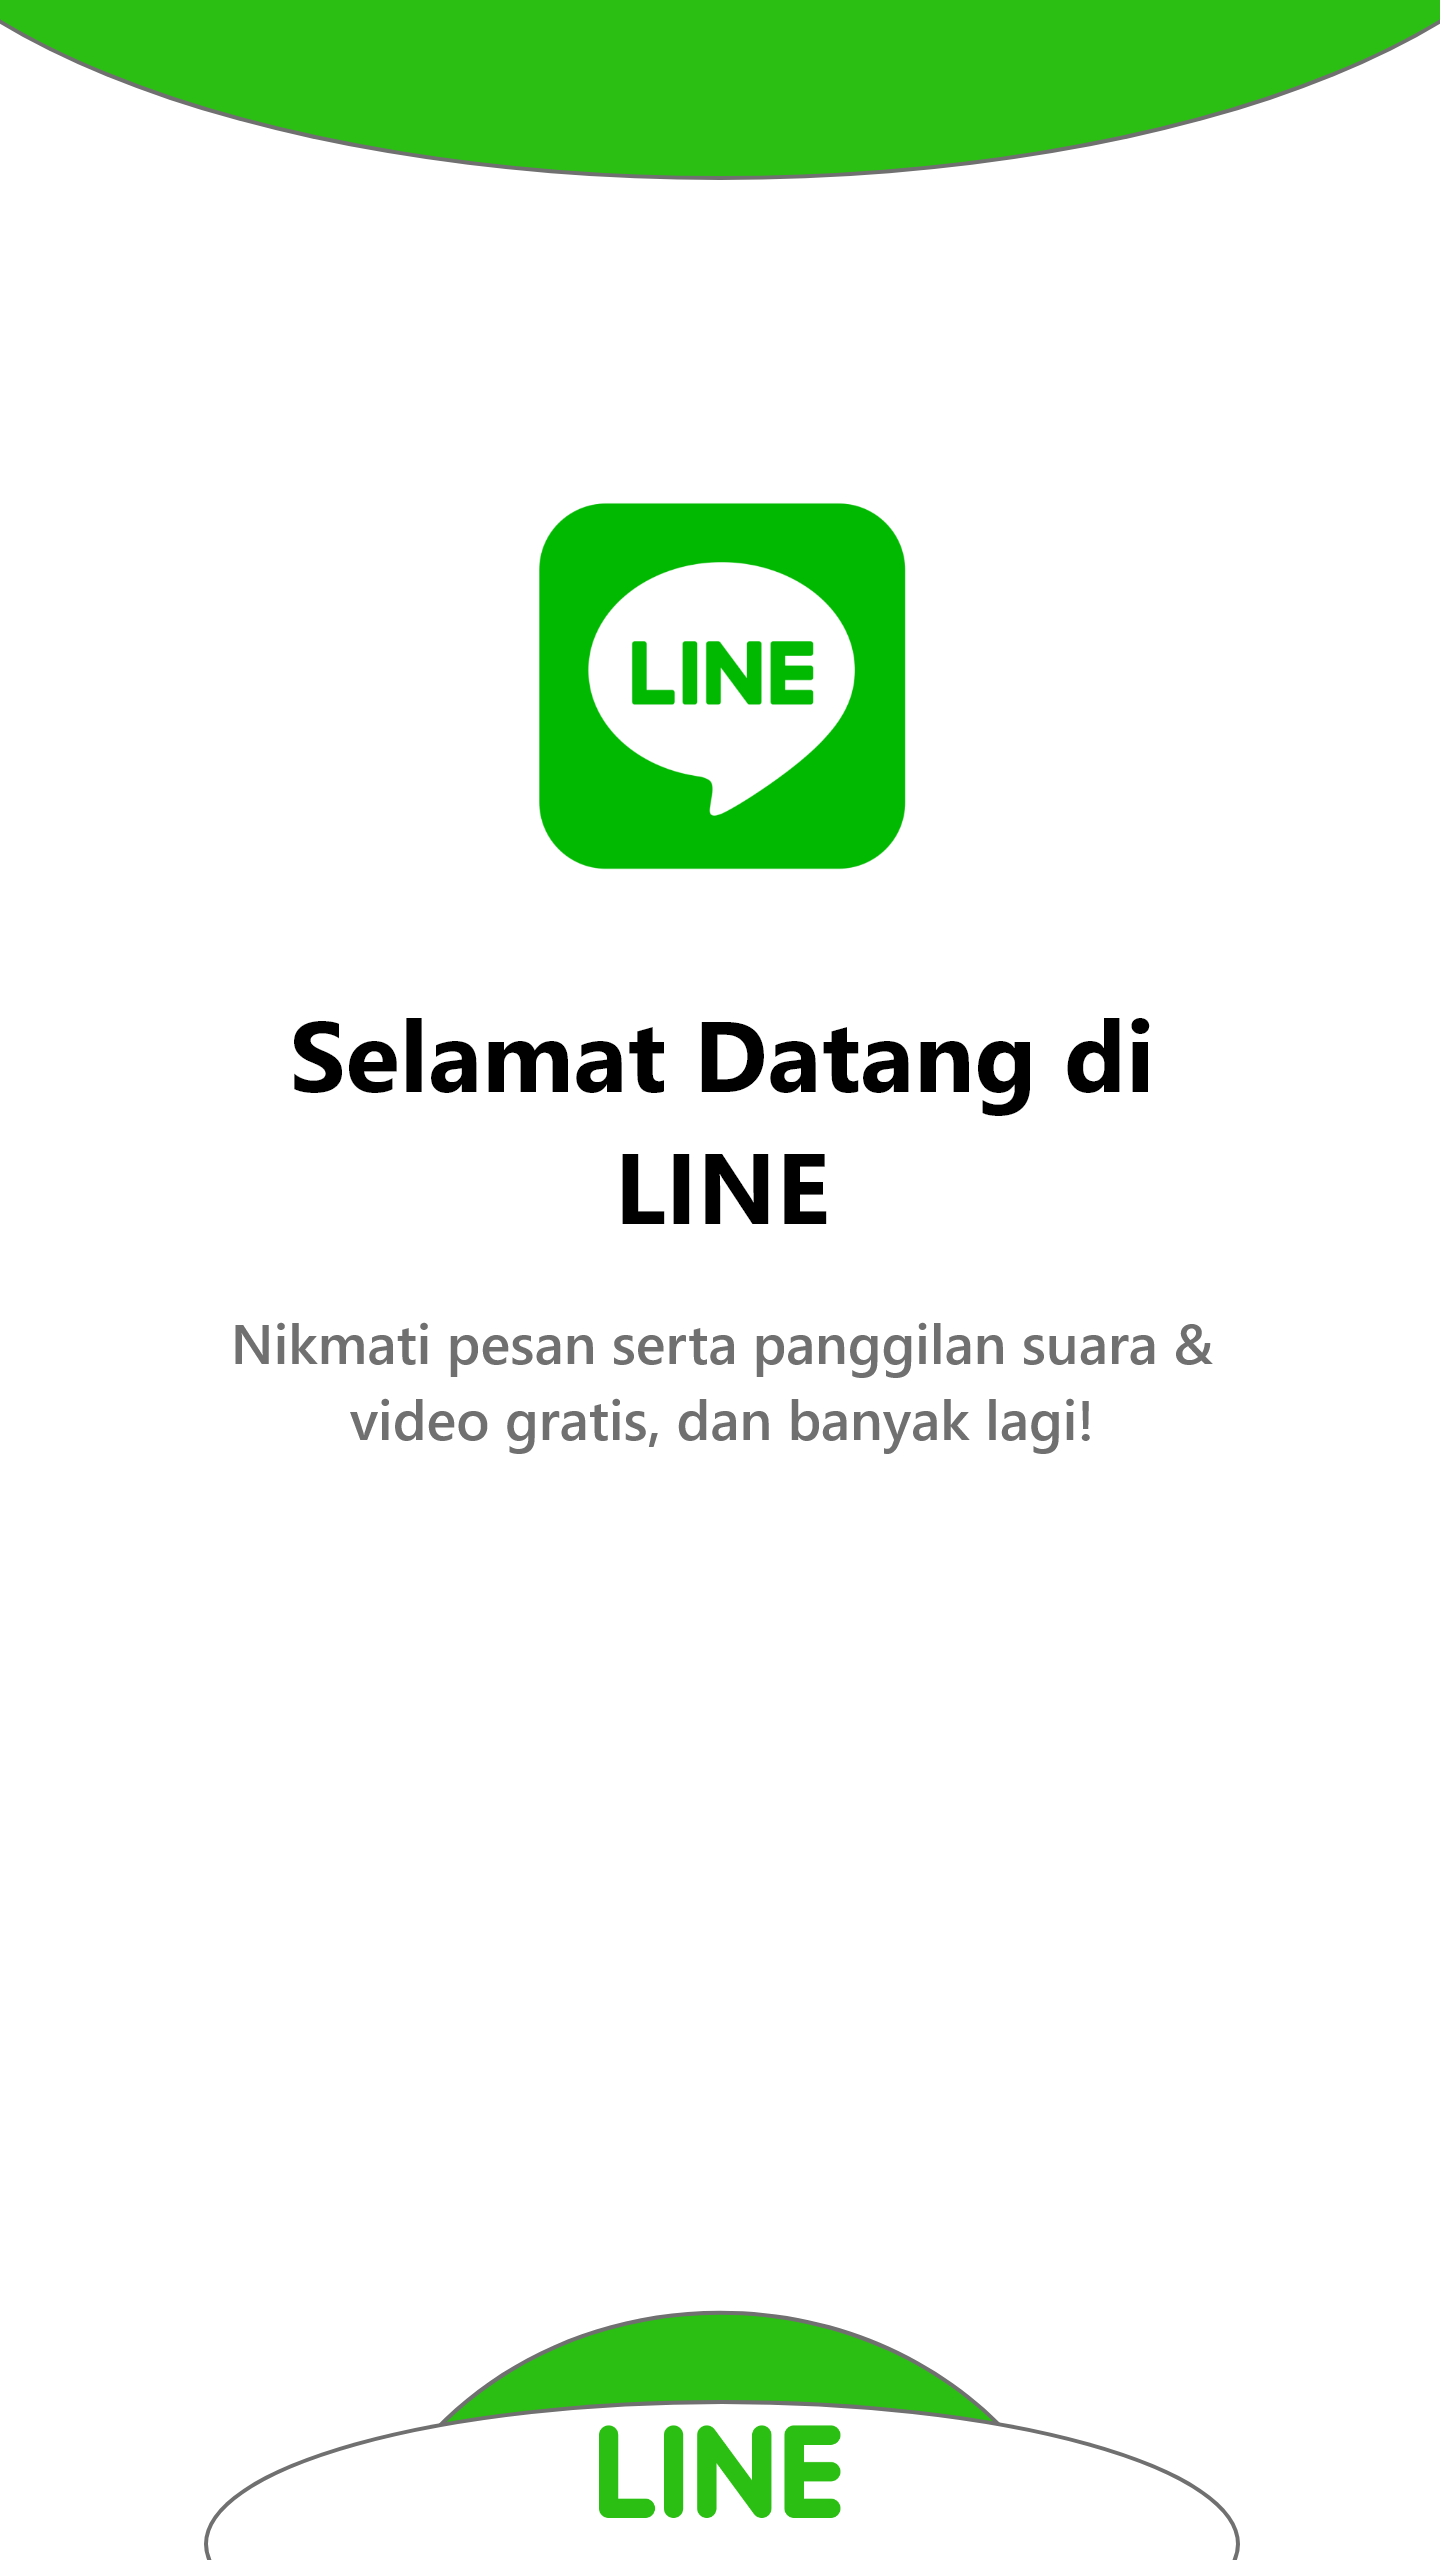 LINE
Selamat Datang di
LINE
Nikmati pesan serta panggilan suara &
video gratis, dan banyak lagi!
LINE